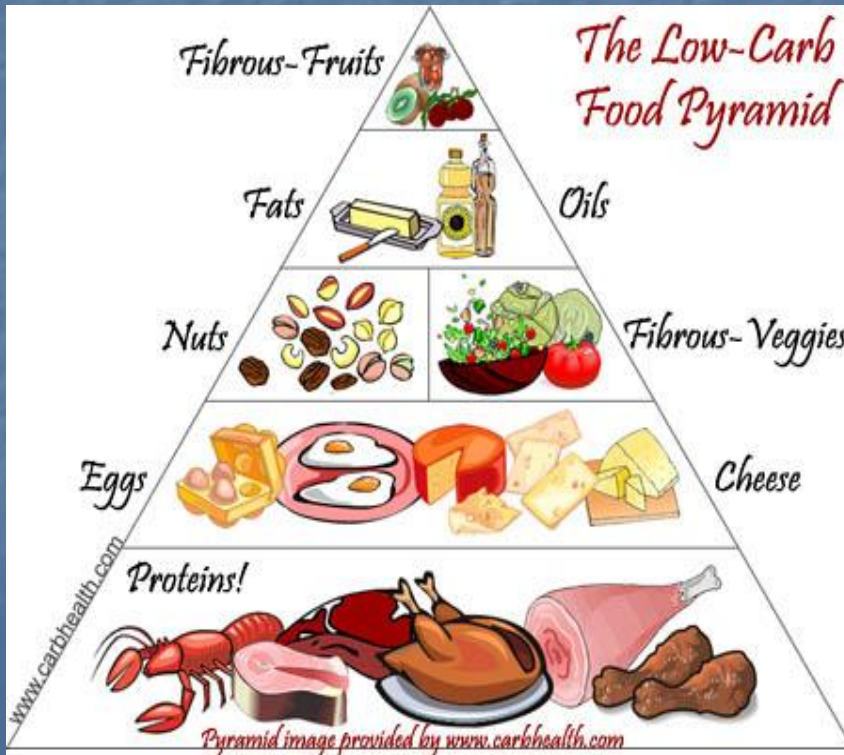 The Low-Carb
Food Pyramid
Fibrous-Fruits
Fats
Oils
Nuts
Fibrous-Veggies
Eggs
Cheese
Proteins!
www.carbhealth.com
Pyramid image provided by www.carbhealth.com